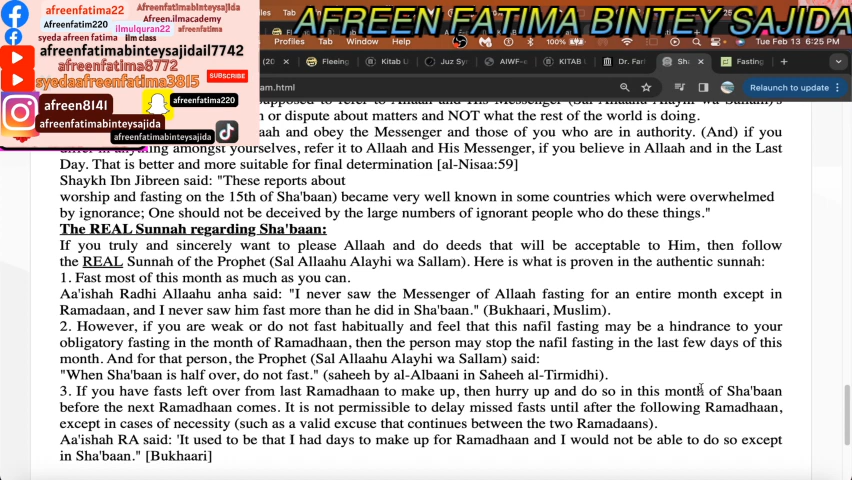 afreenfatima22
Afreenfatimabinteysajida
Afreen.ilmacademy
afreenfatima220
ilmulquran22
afreenfatima
syeda afreen fatima
ilm class
afreenfatimabinteysajidail7742
afreenfatima8772
syedaafreenfatima3815
SUBSCRIBE
afreen8141
afreenfatima220
afreenfatimabinteysajida
afreenfatimabinteysajida
AFREEN FATIMA BINTEY SAJIDA
Profiles Tab Window Help
100%
Tue Feb 13 6:25 PM
(20 Fleeing Kitab U Juz Sy AIWF-e KITAB Dr. Far Sha Fasting
am.html
Relaunch to update
to refer to Allaah and His Messenger (Sal Allaahu Alayhi wa Sallam)
or dispute about matters and NOT what the rest of the world is doing.
and obey the Messenger and those of you who are in authority. (And) if you
differ in anything amongst yourselves, refer it to Allaah and His Messenger, if you believe in Allaah and in the Last
Day. That is better and more suitable for final determination [al-Nisaa:59]
Shaykh Ibn Jibreen said: "These reports about
worship and fasting on the 15th of Sha'baan) became very well known in some countries which were overwhelmed
by ignorance; One should not be deceived by the large numbers of ignorant people who do these things."
The REAL Sunnah regarding Sha'baan:
If you truly and sincerely want to please Allaah and do deeds that will be acceptable to Him, then follow
the REAL Sunnah of the Prophet (Sal Allaahu Alayhi wa Sallam). Here is what is proven in the authentic sunnah:
1. Fast most of this month as much as you can.
Aa'ishah Radhi Allaahu anha said: "I never saw the Messenger of Allaah fasting for an entire month except in
Ramadaan, and I never saw him fast more than he did in Sha'baan." (Bukhaari, Muslim).
2. However, if you are weak or do not fast habitually and feel that this nafil fasting may be a hindrance to your
obligatory fasting in the month of Ramadhaan, then the person may stop the nafil fasting in the last few days of this
month. And for that person, the Prophet (Sal Allaahu Alayhi wa Sallam) said:
"When Sha'baan is half over, do not fast." (saheeh by al-Albaani in Saheeh al-Tirmidhi).
3. If you have fasts left over from last Ramadhaan to make up, then hurry up and do so in this month of Sha'baan
before the next Ramadhaan comes. It is not permissible to delay missed fasts until after the following Ramadhaan,
except in cases of necessity (such as a valid excuse that continues between the two Ramadaans).
Aa'ishah RA said: 'It used to be that I had days to make up for Ramadhaan and I would not be able to do so except
in Sha'baan." [Bukhaari]